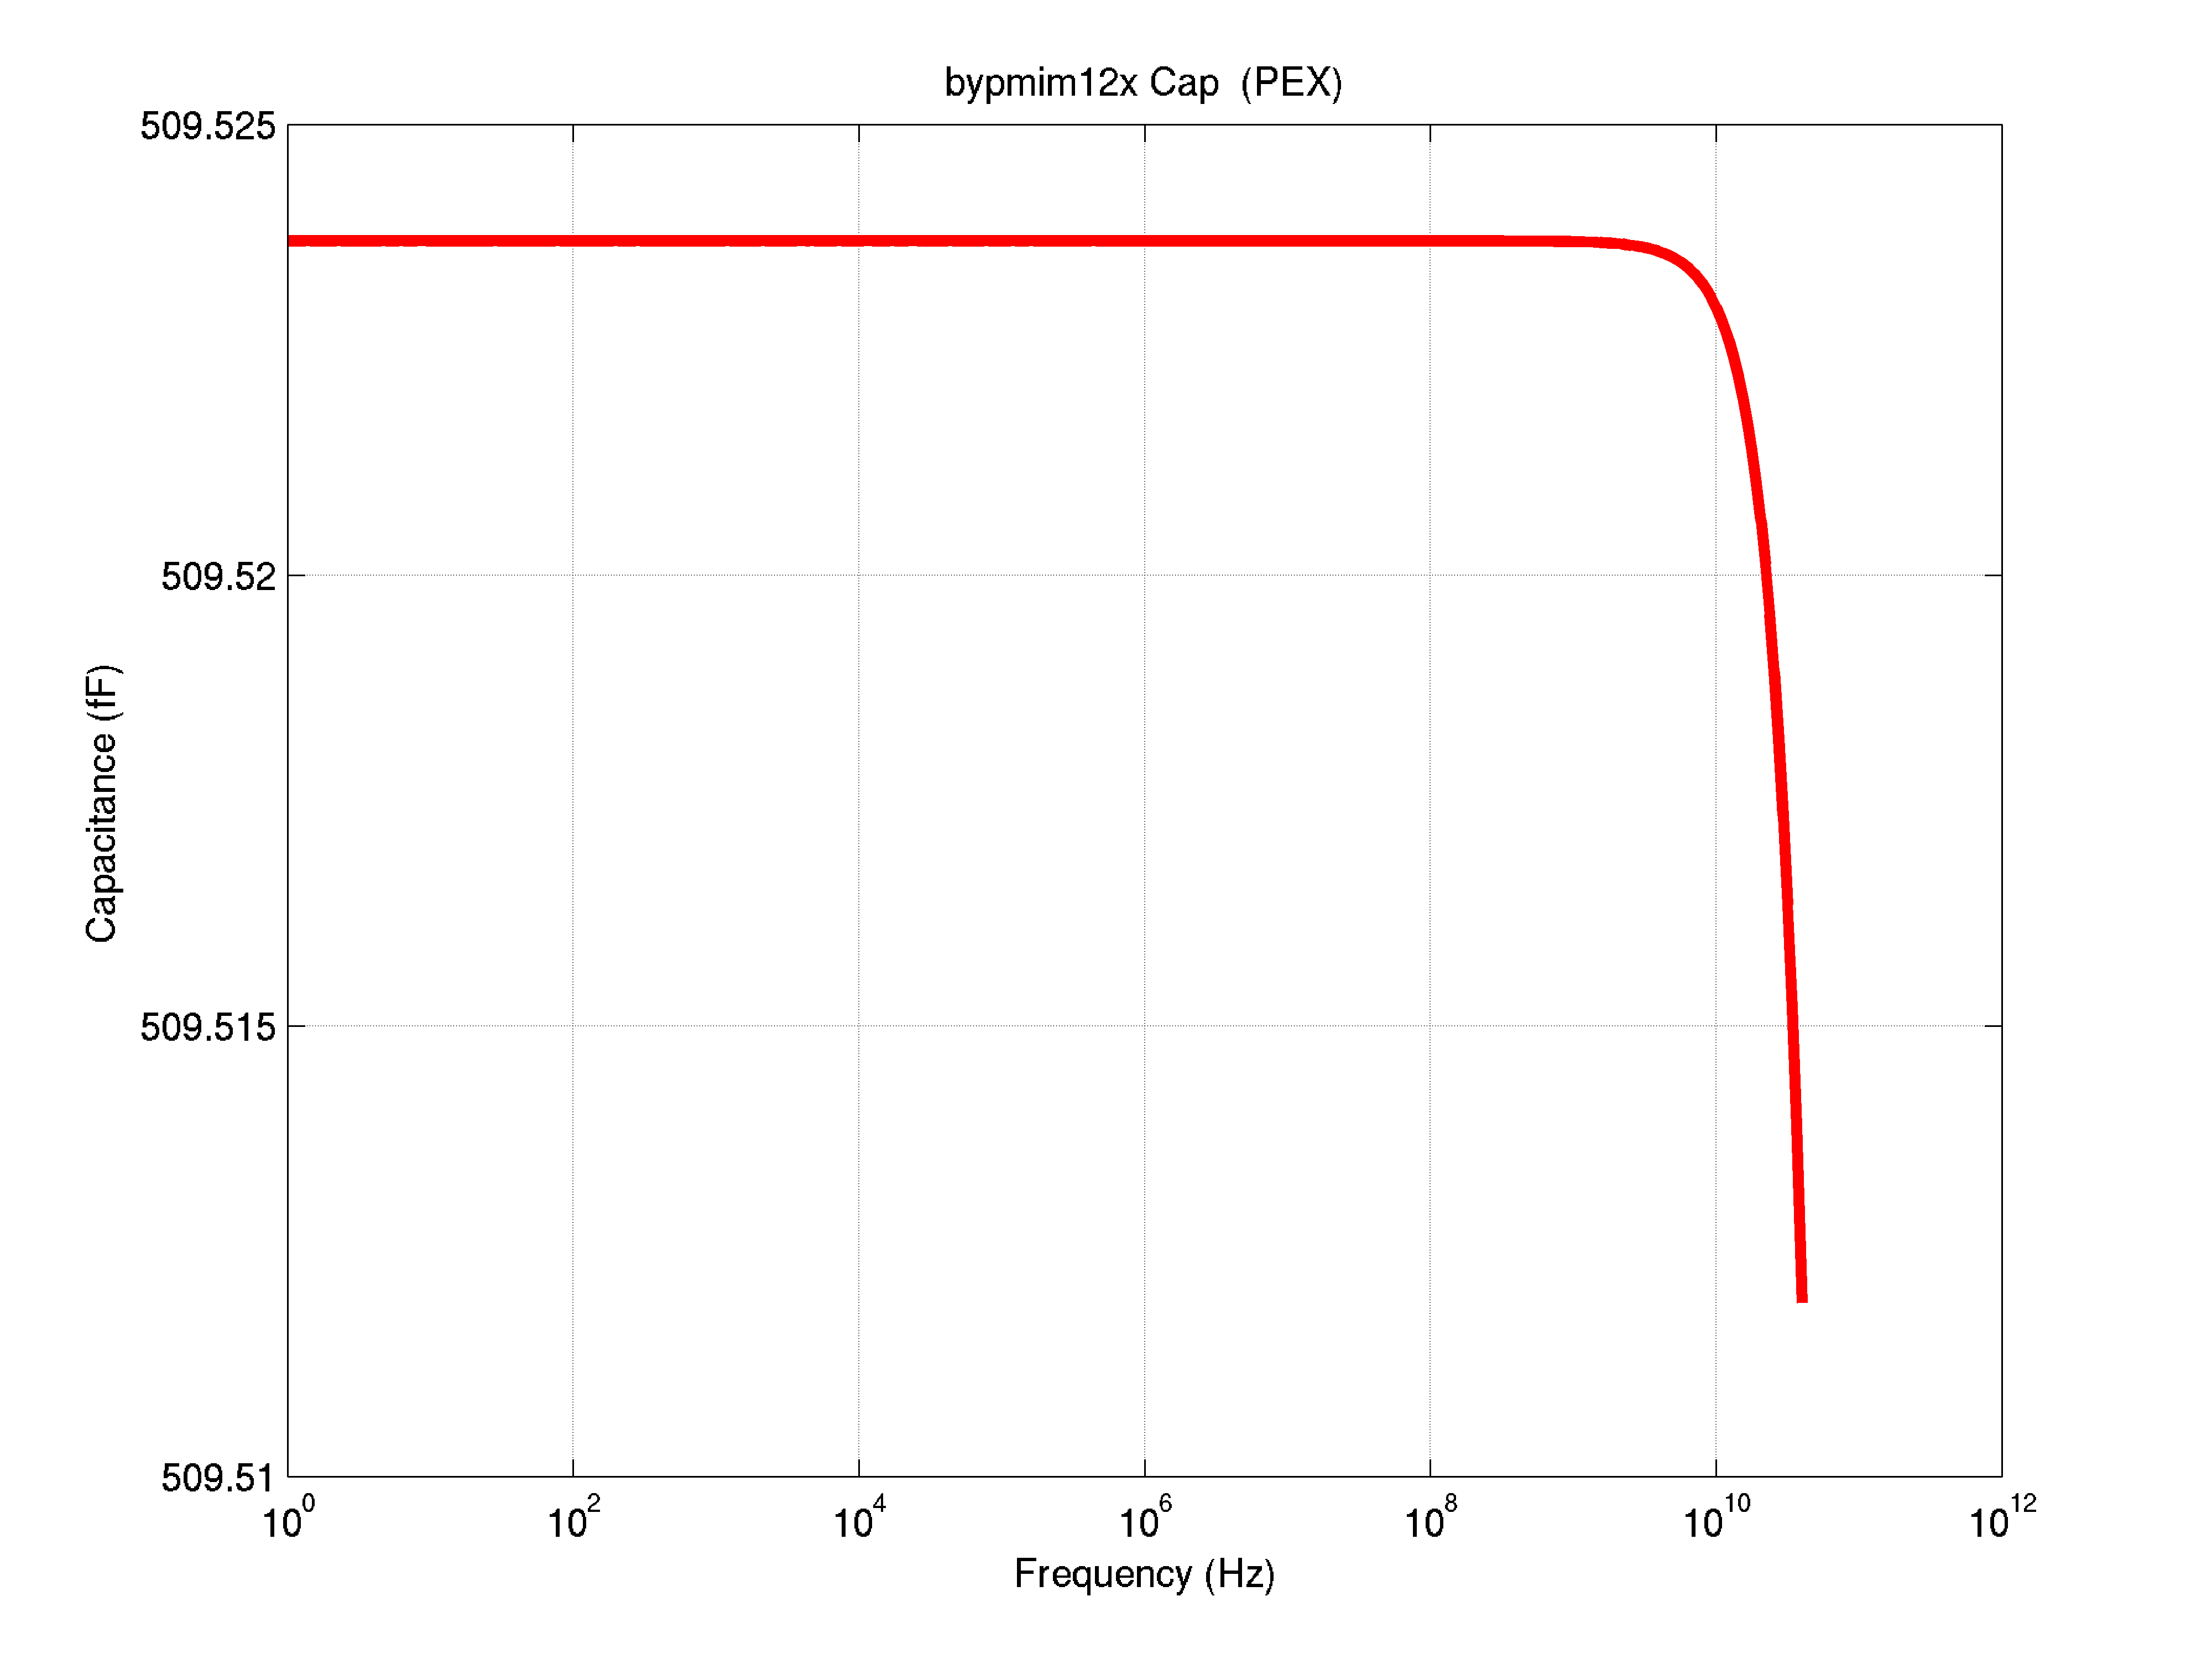 bypmim12x Cap (PEX)
509.525
509.52
509.515
509.51
Capacitance (fF)
10^0 10^2 10^4 10^6 10^8 10^10 10^12
Frequency (Hz)